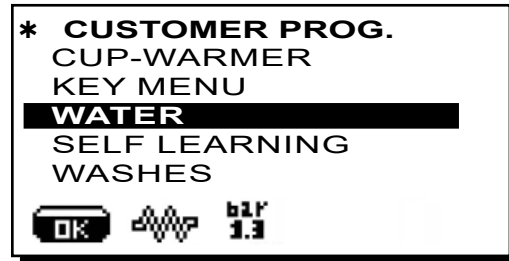 * CUSTOMER PROG.
CUP-WARMER
KEY MENU
WATER
SELF LEARNING
WASHES
OK bar
1.3